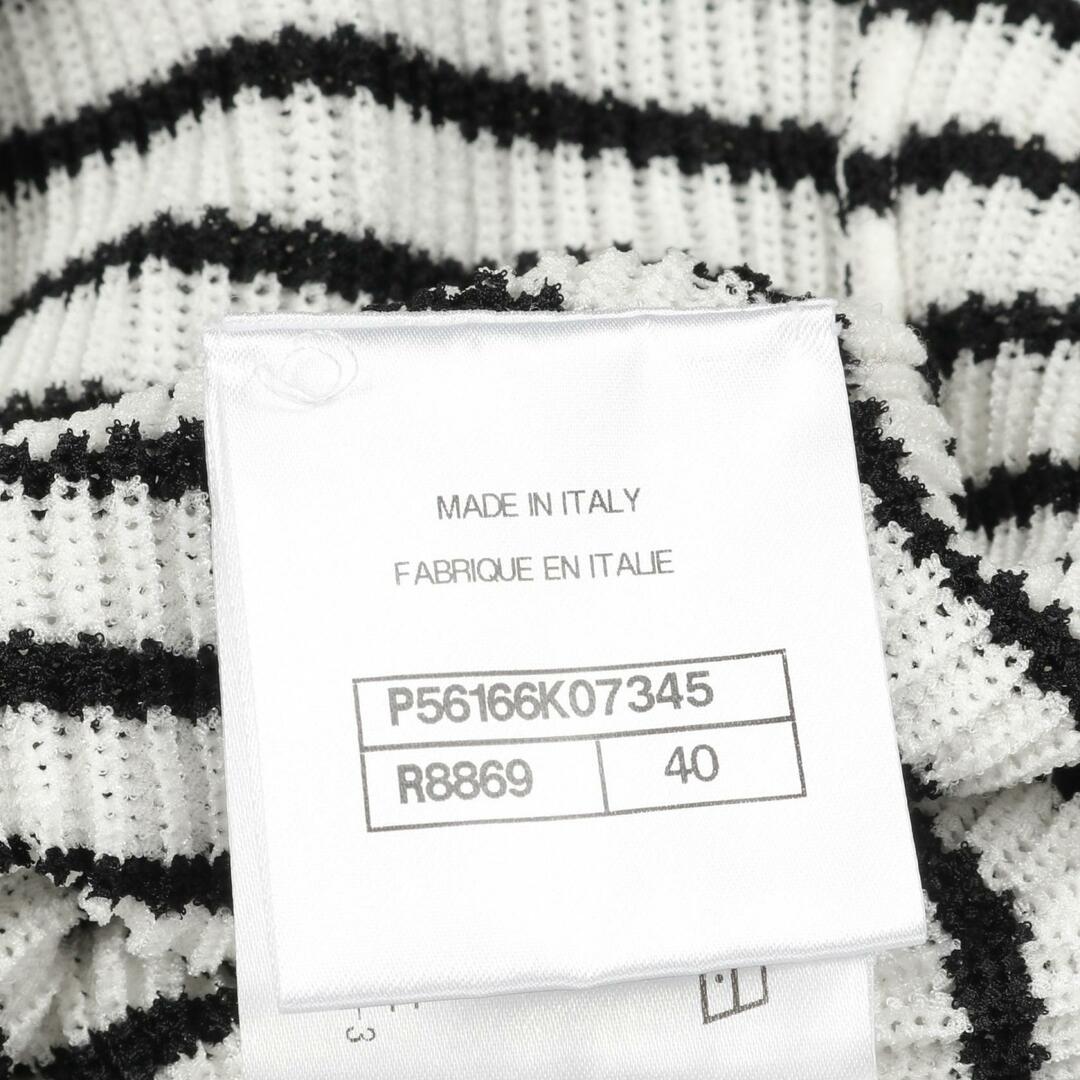 MADE IN ITALY
FABRIQUE EN ITALIE
P56166K07345
R8869 40